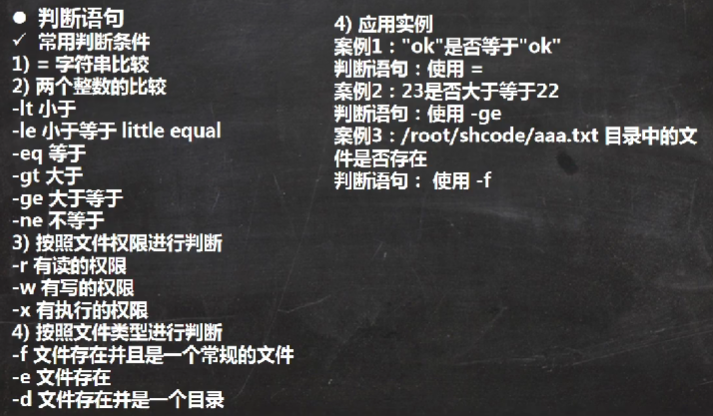 ● 判断语句
✓ 常用判断条件
1) = 字符串比较
2) 两个整数的比较
-lt 小于
-le 小于等于 little equal
-eq 等于
-gt 大于
-ge 大于等于
-ne 不等于
3) 按照文件权限进行判断
-r 有读的权限
-w 有写的权限
-x 有执行的权限
4) 按照文件类型进行判断
-f 文件存在并且是一个常规的文件
-e 文件存在
-d 文件存在并是一个目录
4) 应用实例
案例1："ok"是否等于"ok"
判断语句：使用 =
案例2：23是否大于等于22
判断语句：使用 -ge
案例3：/root/shcode/aaa.txt 目录中的文
件是否存在
判断语句： 使用 -f